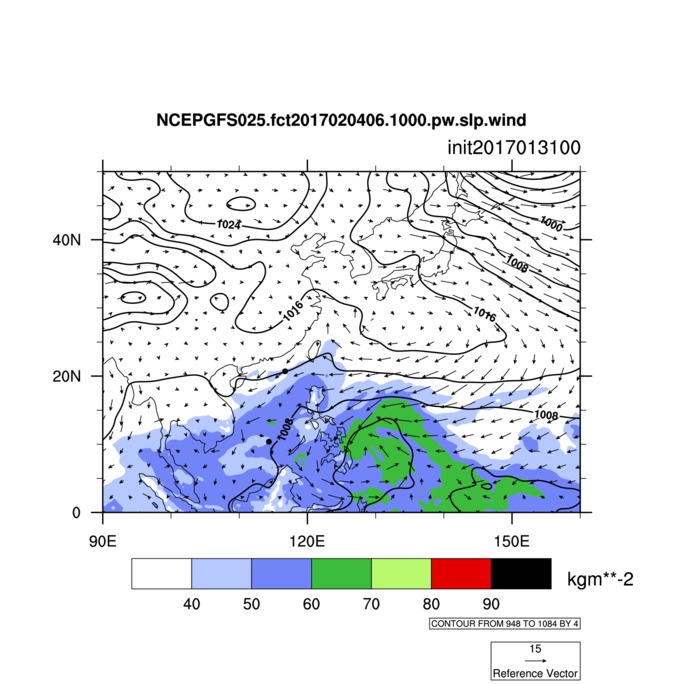 NCEPGFS025.fct2017020406.1000.pw.slp.wind
init2017013100
1024
1000
40N
1008
1016
1016
20N
1008
1008
0
90E 120E 150E
kgm**-2
40 50 60 70 80 90
CONTOUR FROM 948 TO 1084 BY 4
15
Reference Vector